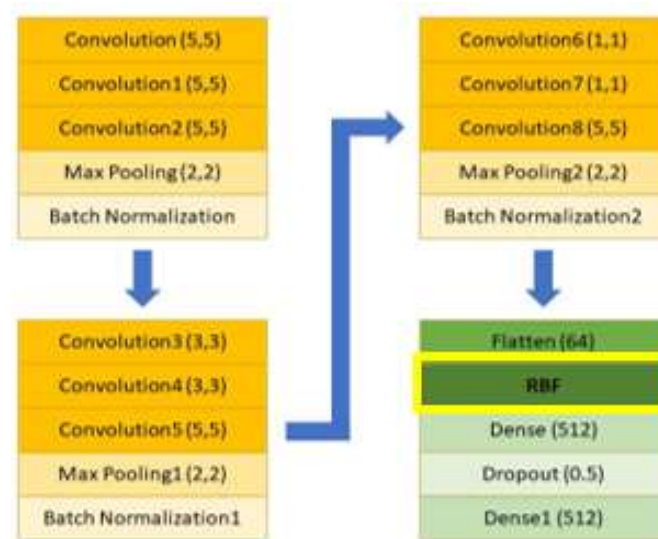 Convolution (5,5)
Convolution1 (5,5)
Convolution2 (5,5)
Max Pooling (2,2)
Batch Normalization
Convolution3 (3,3)
Convolution4 (3,3)
Convolution5 (5,5)
Max Pooling1 (2,2)
Batch Normalization1
Convolution6 (1,1)
Convolution7 (1,1)
Convolution8 (5,5)
Max Pooling2 (2,2)
Batch Normalization2
Flatten (64)
RBF
Dense (512)
Dropout (0.5)
Dense1 (512)